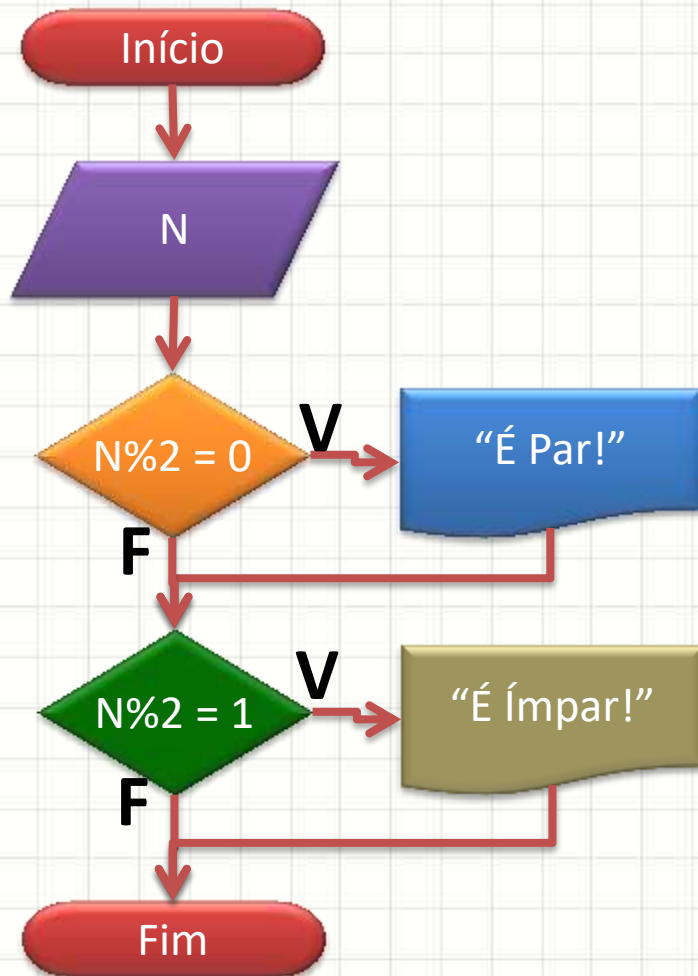 Início
N
N%2 = 0
V
“É Par!”
F
N%2 = 1
V
“É Ímpar!”
F
Fim